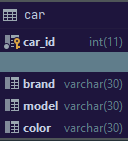 car
car_id int(11)
brand varchar(30)
model varchar(30)
color varchar(30)